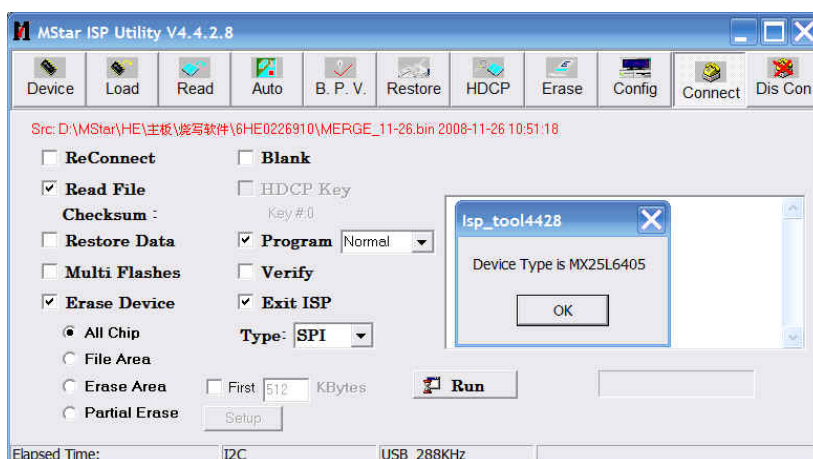 MStar ISP Utility V4.4.2.8
Device Load Read Auto B. P. V. Restore HDCP Erase Config Connect Dis Con
Src: D:\MStar\HE\主板\烧写软件\6HE0226910\MERGE_11-26.bin 2008-11-26 10:51:18
ReConnect Blank
Read File HDCP Key
Checksum : Key#:0
Isp_tool4428
Restore Data Program Normal
Device Type is MX25L6405
Multi Flashes Verify
Erase Device Exit ISP
OK
All Chip Type: SPI
File Area
Erase Area First 512 KBytes Run
Partial Erase Setup
Elapsed Time: I2C USB 288KHz